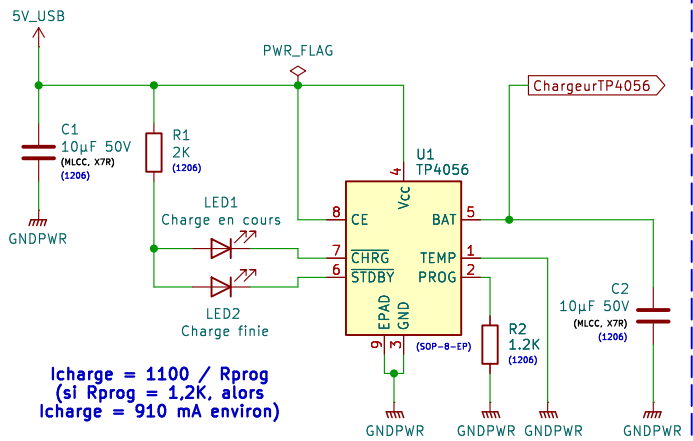 5V_USB
PWR_FLAG
ChargeurTP4056
C1
10µF 50V
(MLCC, X7R)
(1206)
R1
2K
(1206)
U1
TP4056
4
Vcc
LED1
Charge en cours
8
CE
BAT
5
7
CHRG
TEMP
1
6
STDBY
PROG
2
GNDPWR
LED2
Charge finie
EPAD
GND
9
3
(SOP-8-EP)
R2
1.2K
(1206)
C2
10µF 50V
(MLCC, X7R)
(1206)
Icharge = 1100 / Rprog
(si Rprog = 1,2K, alors
Icharge = 910 mA environ)
GNDPWR
GNDPWR
GNDPWR
GNDPWR